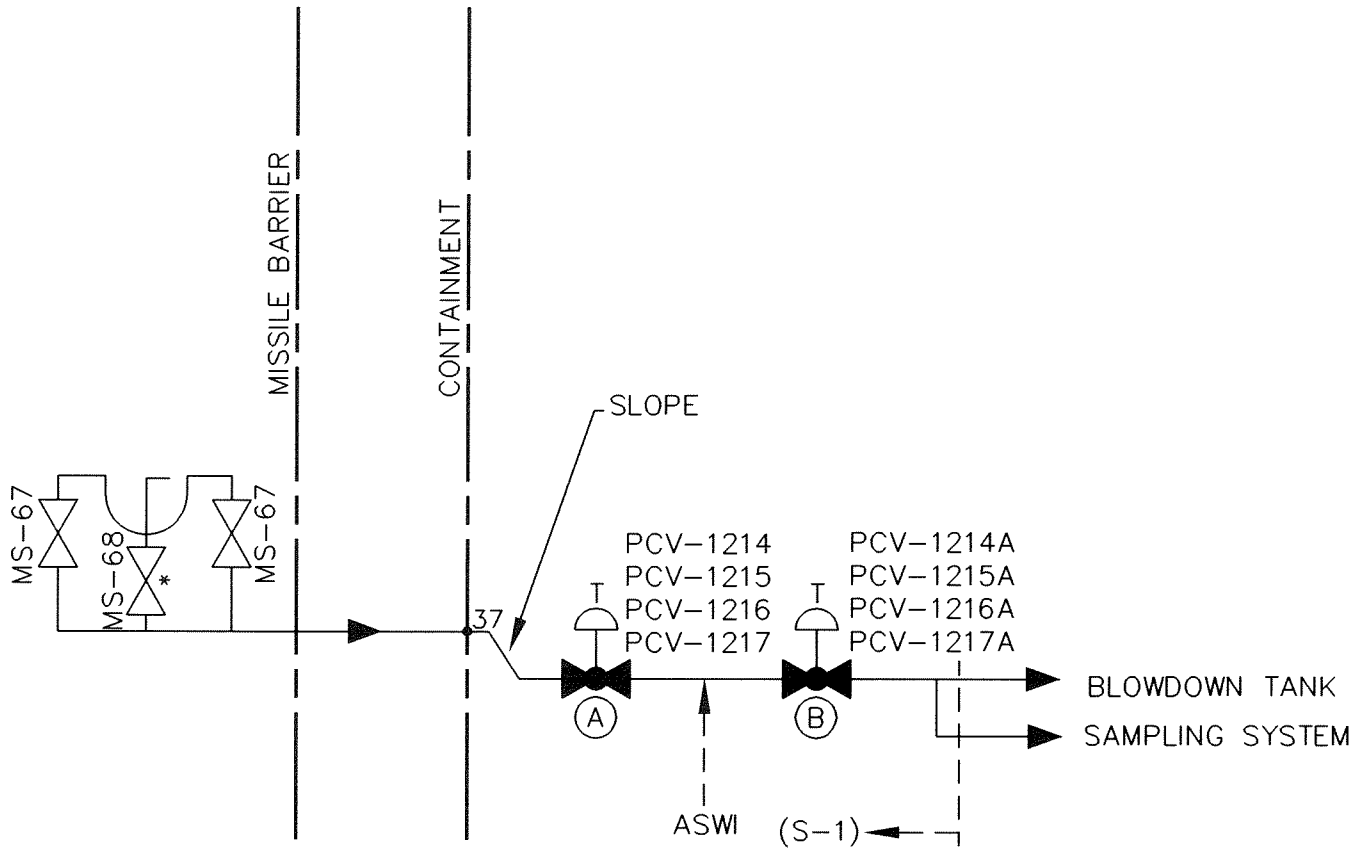 MISSILE BARRIER
CONTAINMENT
SLOPE
MS-67
MS-68
*
MS-67
37
T
PCV-1214
PCV-1215
PCV-1216
PCV-1217
T
PCV-1214A
PCV-1215A
PCV-1216A
PCV-1217A
A
B
BLOWDOWN TANK
SAMPLING SYSTEM
ASWI
(S-1)